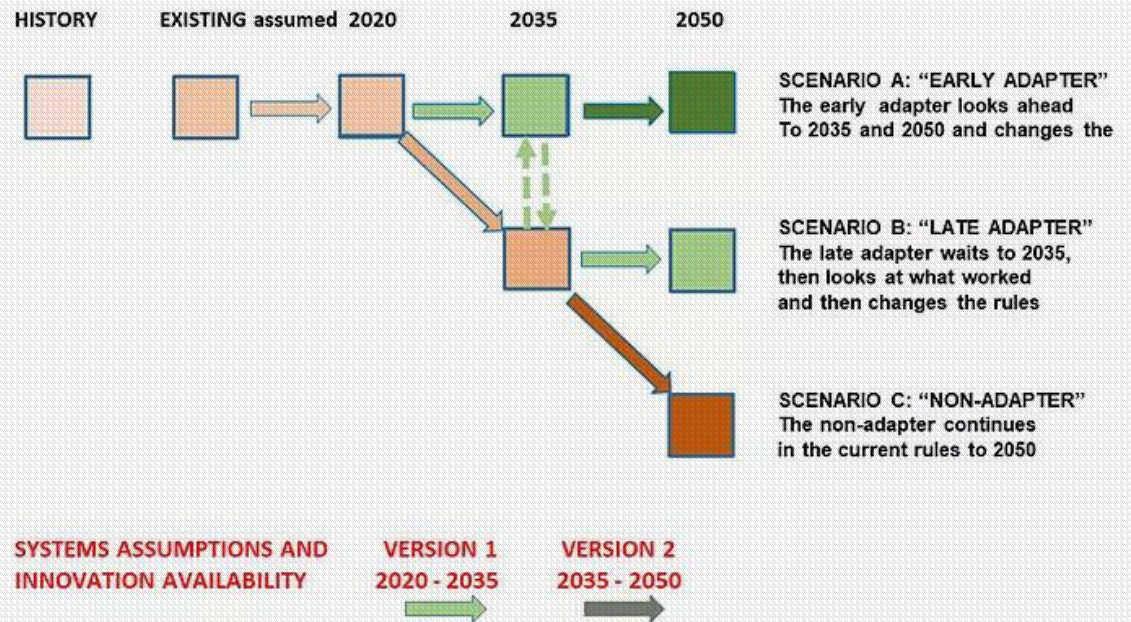 HISTORY EXISTING assumed 2020 2035 2050
SCENARIO A: “EARLY ADAPTER”
The early adapter looks ahead
To 2035 and 2050 and changes the
SCENARIO B: “LATE ADAPTER”
The late adapter waits to 2035,
then looks at what worked
and then changes the rules
SCENARIO C: “NON-ADAPTER”
The non-adapter continues
in the current rules to 2050
SYSTEMS ASSUMPTIONS AND VERSION 1 VERSION 2
INNOVATION AVAILABILITY 2020 - 2035 2035 - 2050